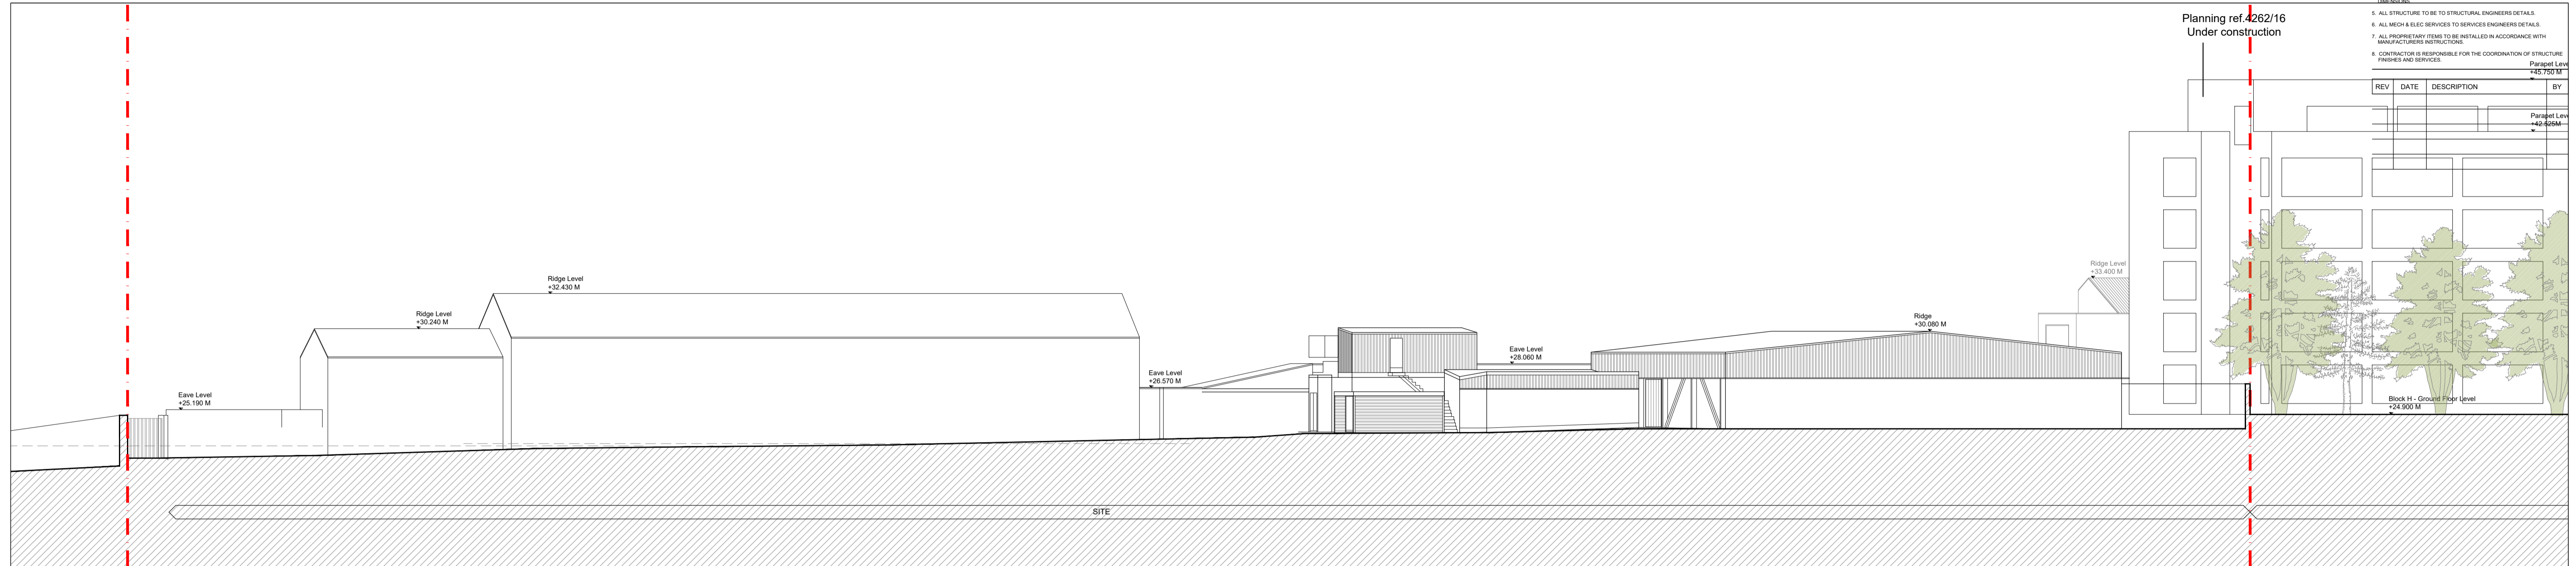 DIMENSIONS.
5. ALL STRUCTURE TO BE TO STRUCTURAL ENGINEERS DETAILS.
6. ALL MECH & ELEC SERVICES TO SERVICES ENGINEERS DETAILS.
7. ALL PROPRIETARY ITEMS TO BE INSTALLED IN ACCORDANCE WITH
MANUFACTURERS INSTRUCTIONS.
8. CONTRACTOR IS RESPONSIBLE FOR THE COORDINATION OF STRUCTURE
FINISHES AND SERVICES.
Planning ref.4262/16
Under construction
Parapet Leve
+45.750 M
REV DATE DESCRIPTION BY
Parapet Leve
+42.525M
Ridge Level
+33.400 M
Ridge Level
+32.430 M
Ridge Level
+30.240 M
Ridge
+30.080 M
Eave Level
+28.060 M
Eave Level
+26.570 M
Eave Level
+25.190 M
Block H - Ground Floor Level
+24.900 M
SITE